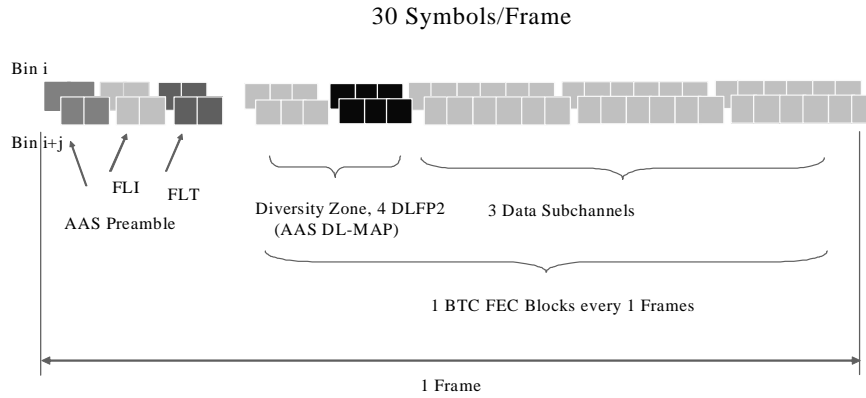 30 Symbols/Frame
Bin i
Bin i+j
FLI
FLT
AAS Preamble
Diversity Zone, 4 DLFP2
(AAS DL-MAP)
3 Data Subchannels
1 BTC FEC Blocks every 1 Frames
1 Frame